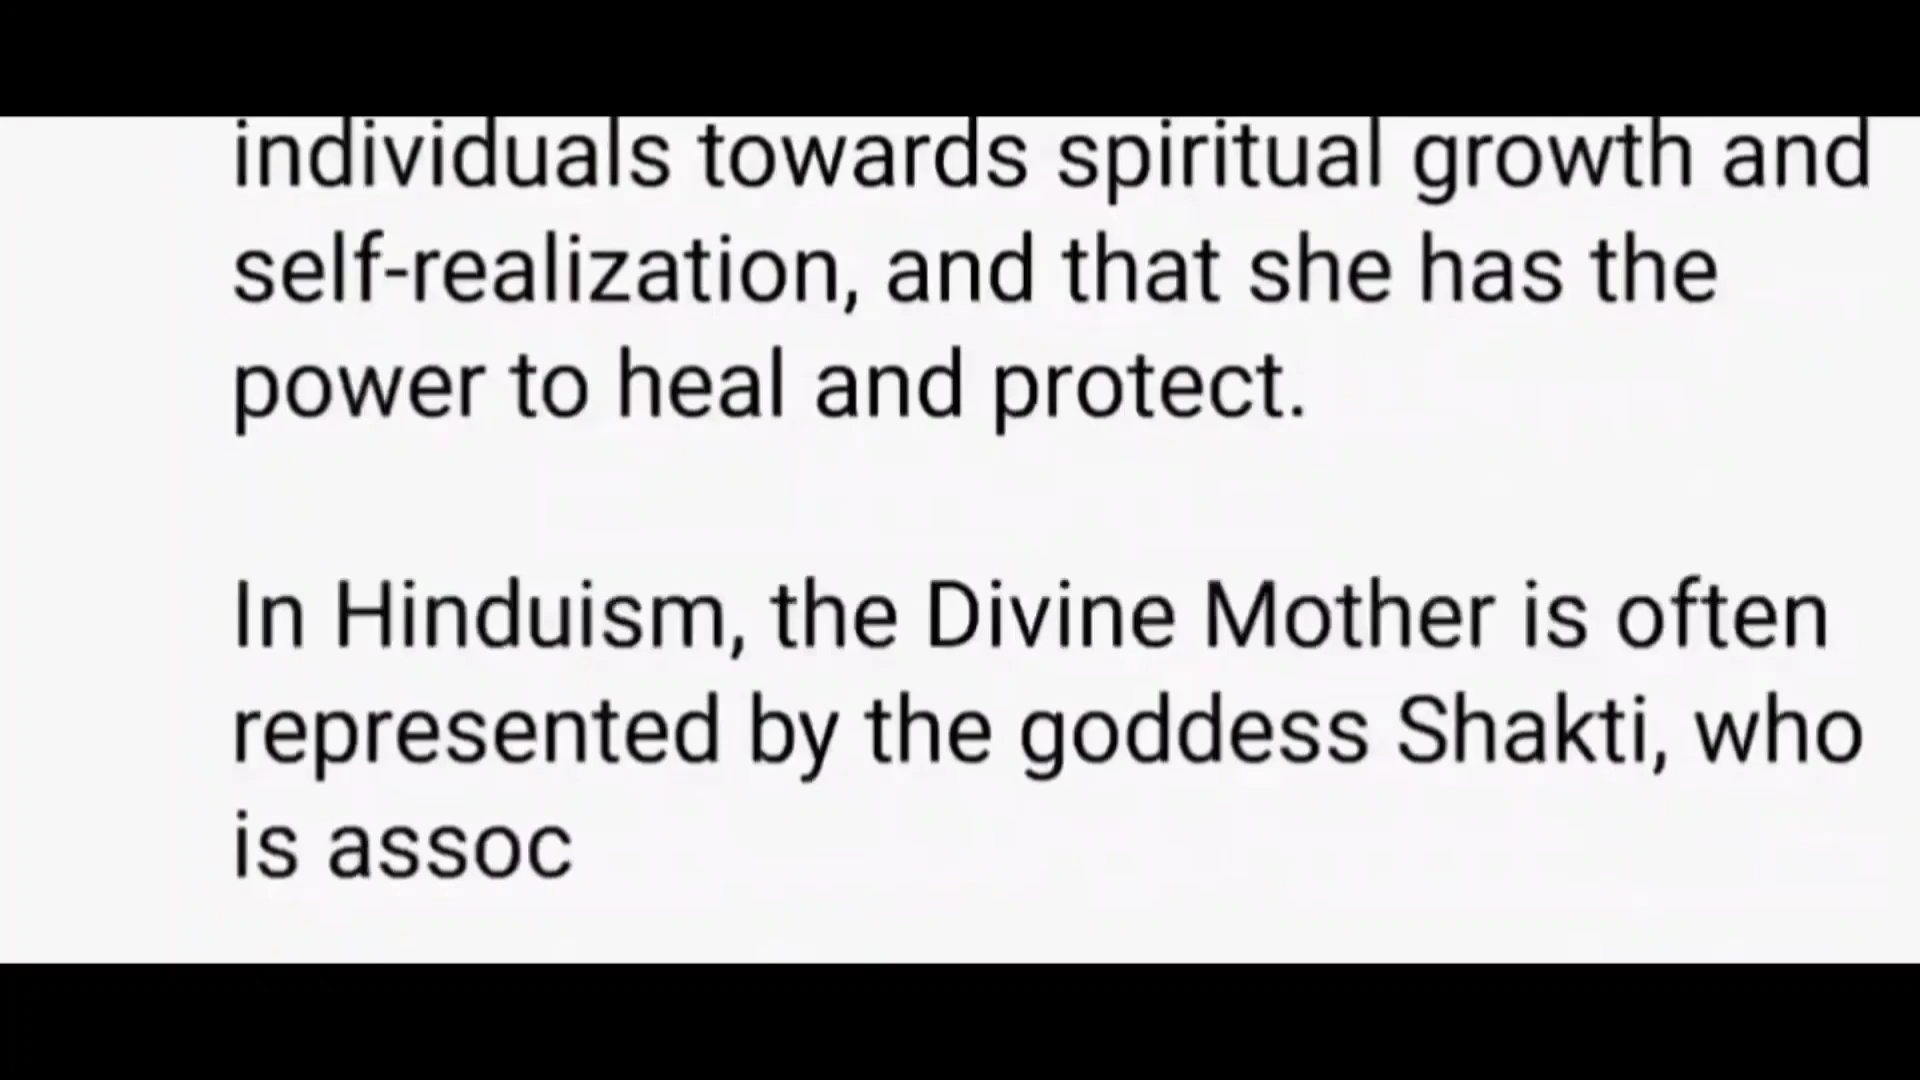 individuals towards spiritual growth and
self-realization, and that she has the
power to heal and protect.
In Hinduism, the Divine Mother is often
represented by the goddess Shakti, who
is assoc